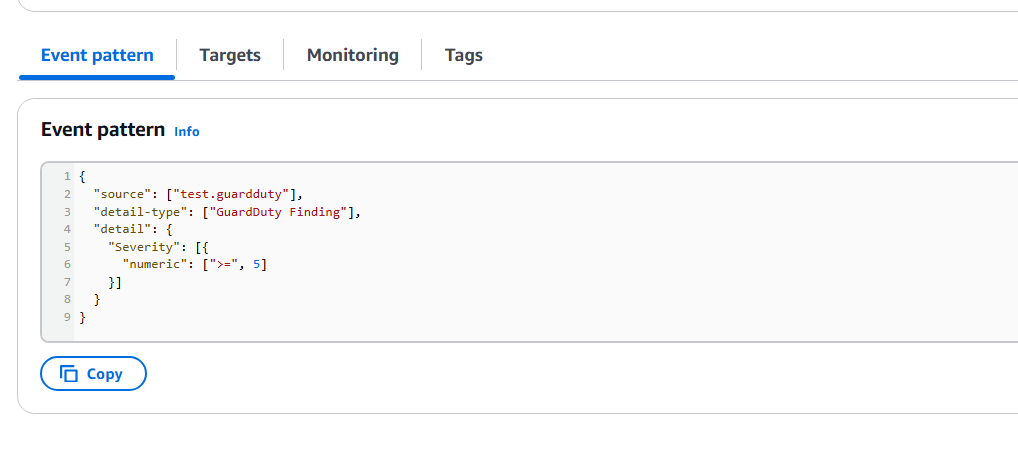 Event pattern Targets Monitoring Tags
Event pattern Info
1 {
2   "source": ["test.guardduty"],
3   "detail-type": ["GuardDuty Finding"],
4   "detail": {
5     "Severity": [{
6       "numeric": [">=", 5]
7     }]
8   }
9 }
Copy